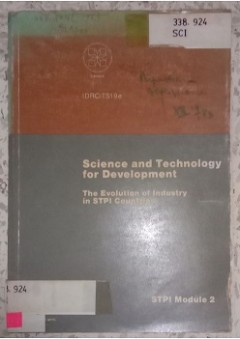 338. 924
SCI
IDRC-TS19e
Science and Technology
for Development
The Evolution of Industry
in STPI Countries
. 924
STPI Module 2